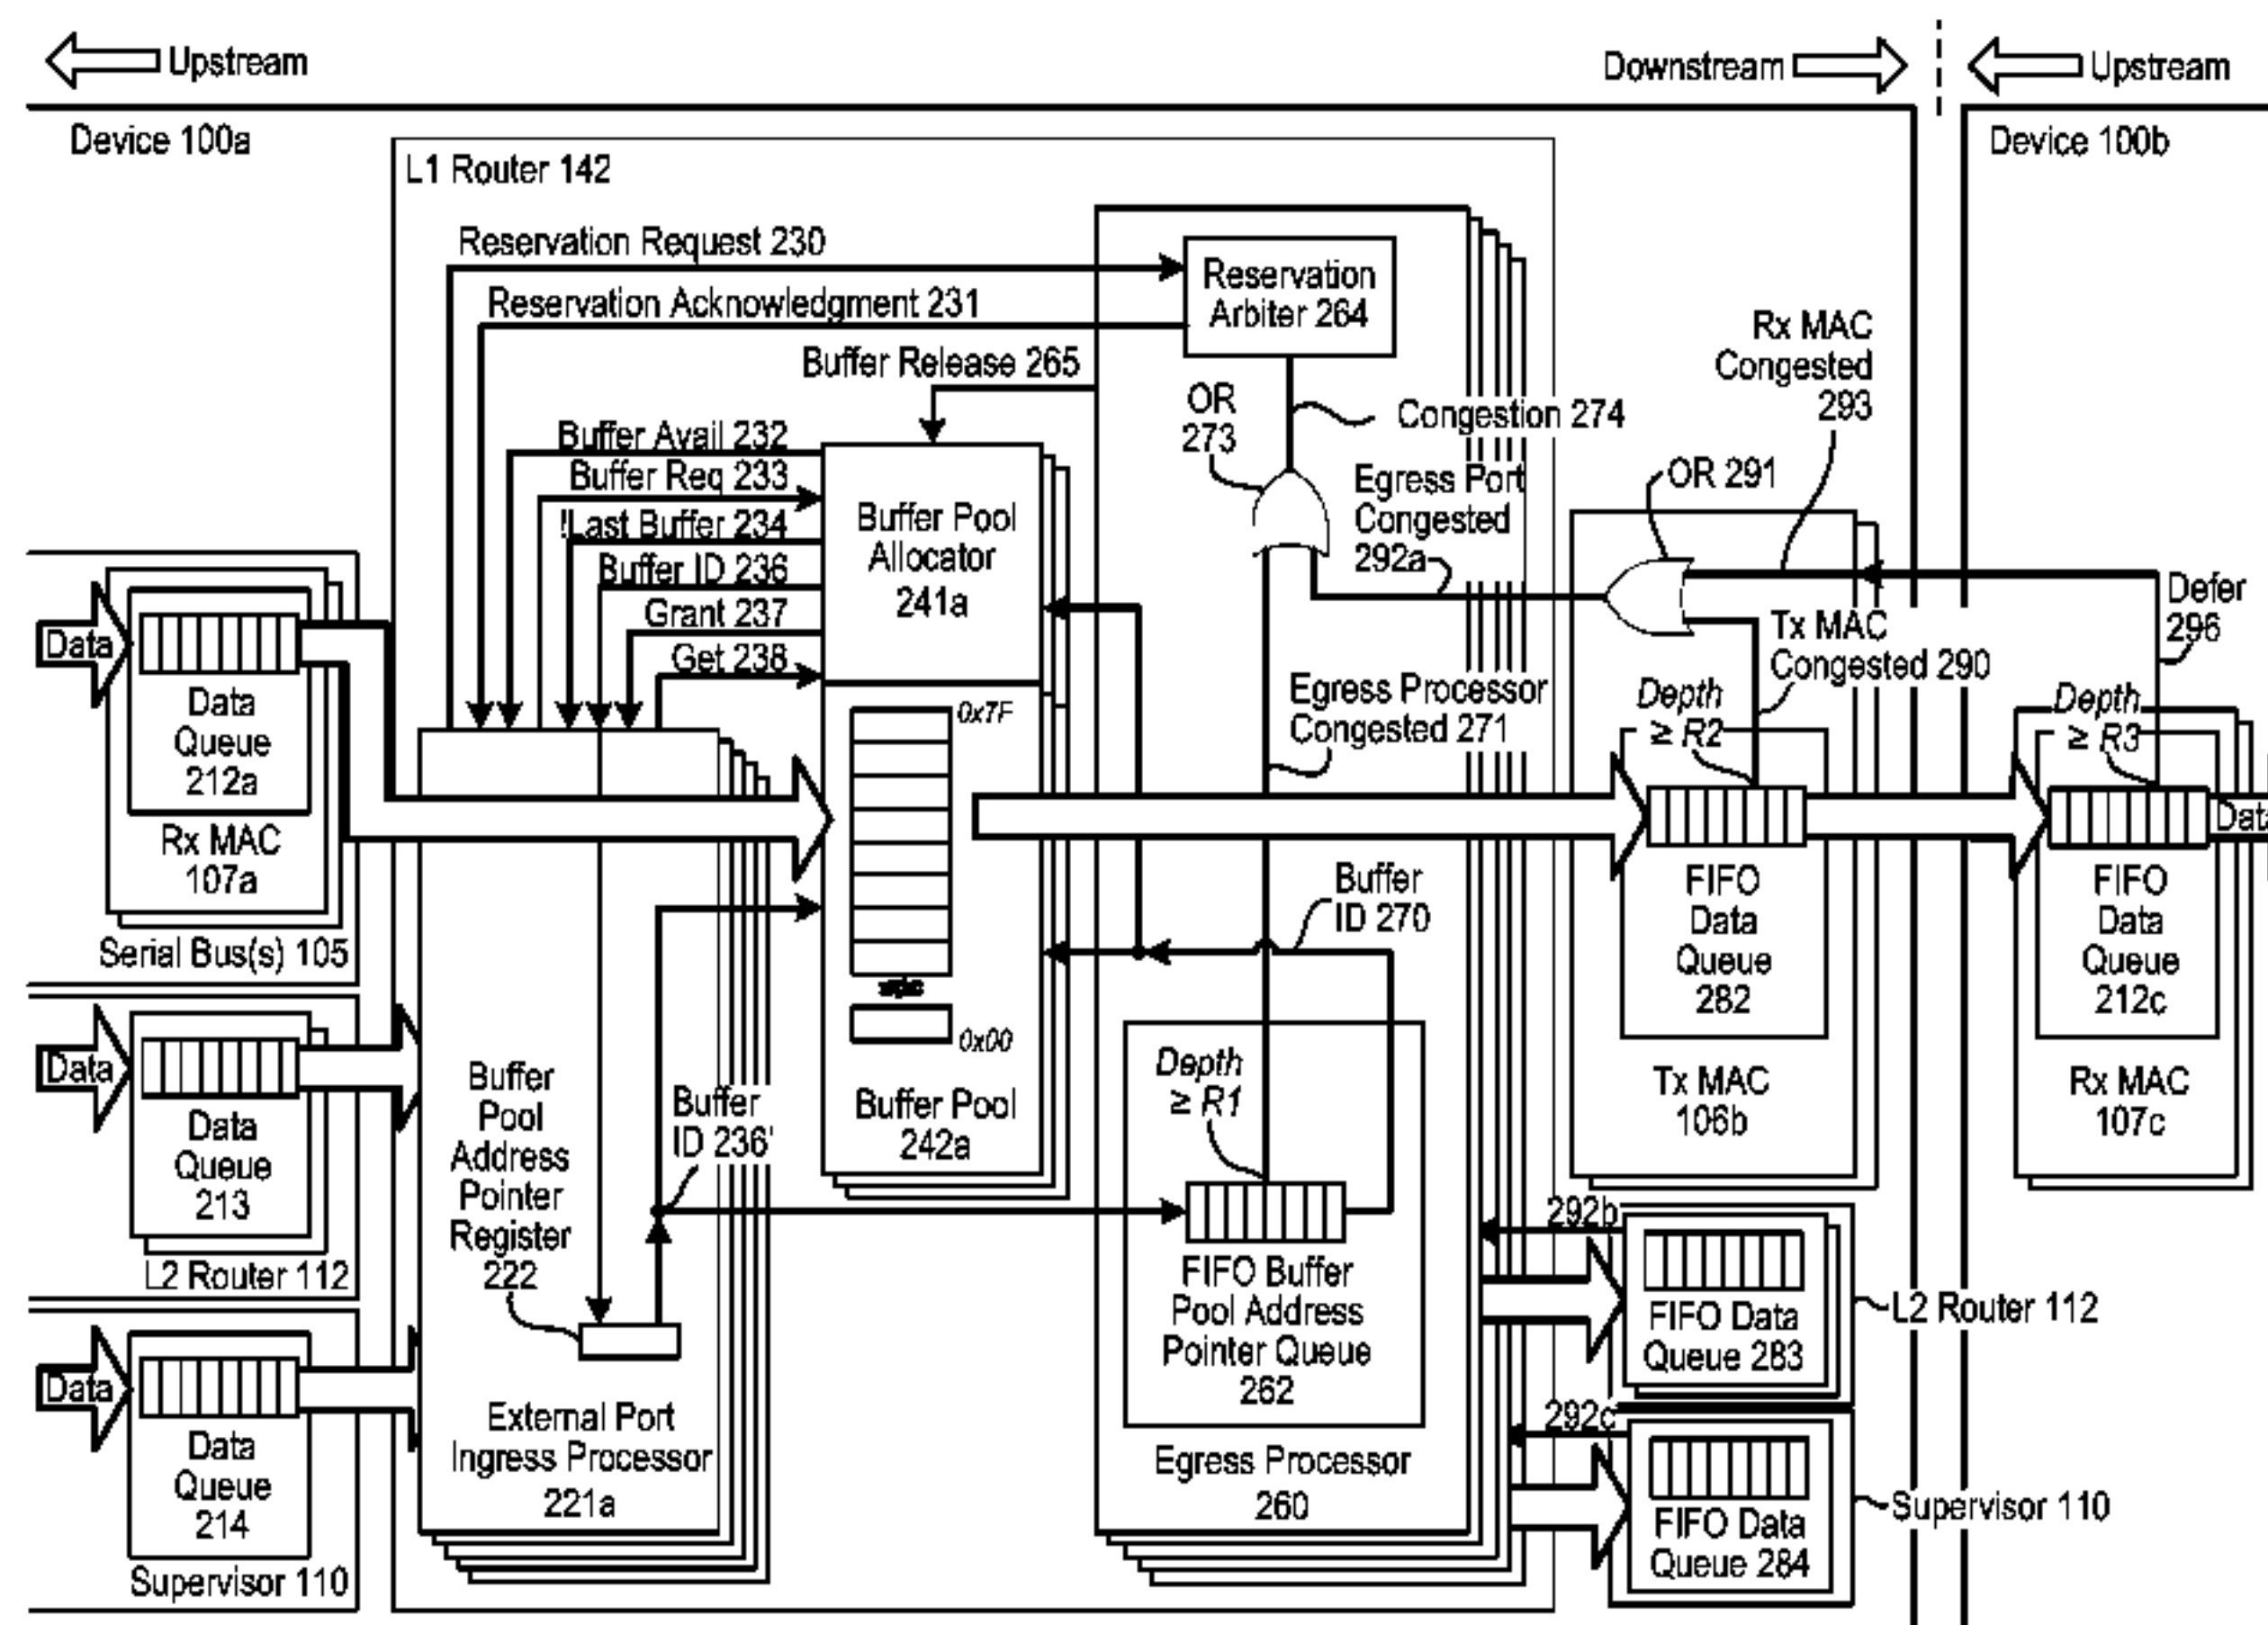 Upstream
Downstream
Upstream
Device 100a
Device 100b
L1 Router 142
Reservation Request 230
Reservation Acknowledgment 231
Buffer Release 265
Reservation
Arbiter 264
OR
273
Congestion 274
Rx MAC
Congested
293
Buffer Avail 232
Buffer Req 233
!Last Buffer 234
Buffer ID 236
Grant 237
Get 238
Buffer Pool
Allocator
241a
Egress Port
Congested
292a
OR 291
Defer
296
Tx MAC
Congested 290
Egress Processor
Congested 271
Data
Data
Queue
212a
Rx MAC
107a
Serial Bus(s) 105
Data
Data
Queue
213
L2 Router 112
Data
Data
Queue
214
Supervisor 110
0x7F
0x00
Buffer Pool
242a
Buffer
Pool
Address
Pointer
Register
222
Buffer
ID 236'
External Port
Ingress Processor
221a
Buffer
ID 270
Depth
≥ R1
FIFO Buffer
Pool Address
Pointer Queue
262
Egress Processor
260
Depth
≥ R2
FIFO
Data
Queue
282
Tx MAC
106b
Depth
≥ R3
FIFO
Data
Queue
212c
Rx MAC
107c
Data
292b
FIFO Data
Queue 283
L2 Router 112
292c
FIFO Data
Queue 284
Supervisor 110